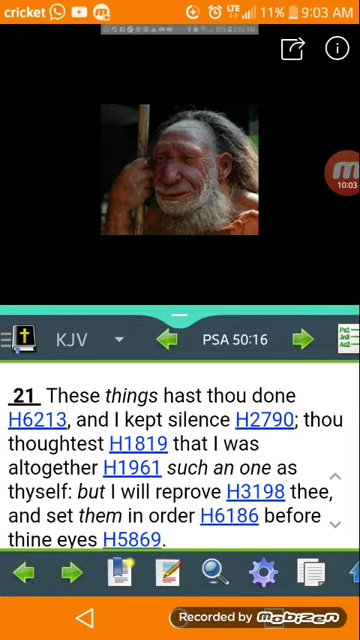 cricket LTE 11% 9:03 AM
10:03
KJV PSA 50:16
21 These things hast thou done
H6213, and I kept silence H2790; thou
thoughtest H1819 that I was
altogether H1961 such an one as
thyself: but I will reprove H3198 thee,
and set them in order H6186 before
thine eyes H5869.
Recorded by mobizen